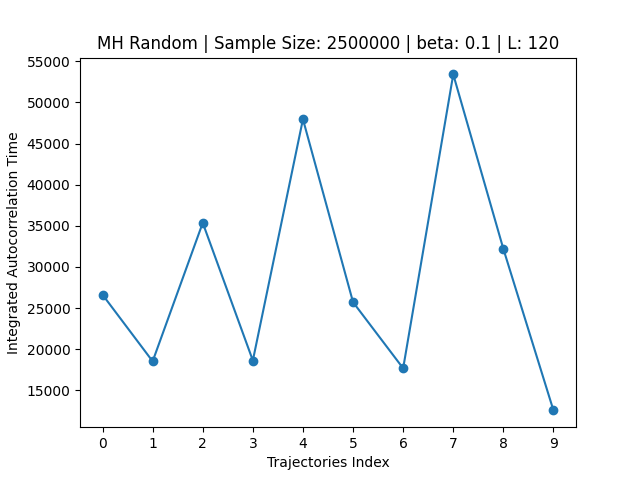 MH Random | Sample Size: 2500000 | beta: 0.1 | L: 120
55000
50000
45000
40000
35000
30000
25000
20000
15000
Integrated Autocorrelation Time
0 1 2 3 4 5 6 7 8 9
Trajectories Index